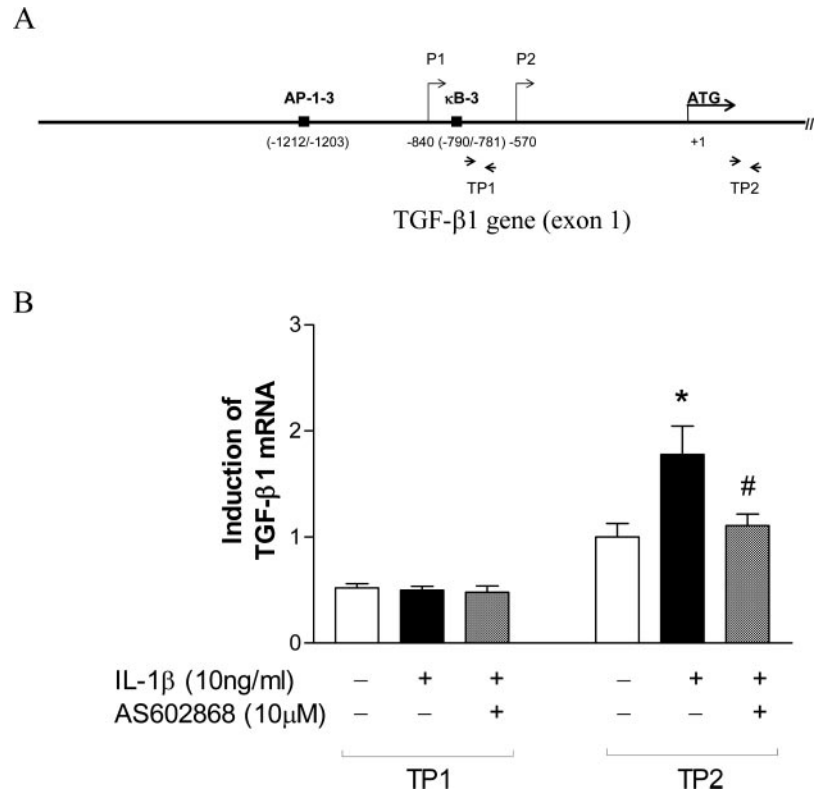 A
P1 P2
AP-1-3 κB-3 ATG
(-1212/-1203) -840 (-790/-781) -570 +1
TP1 TP2
TGF-β1 gene (exon 1)
B
Induction of
TGF-β 1 mRNA
3
2
1
0
*
#
IL-1β (10ng/ml) – + + – + +
AS602868 (10μM) – – + – – +
TP1 TP2